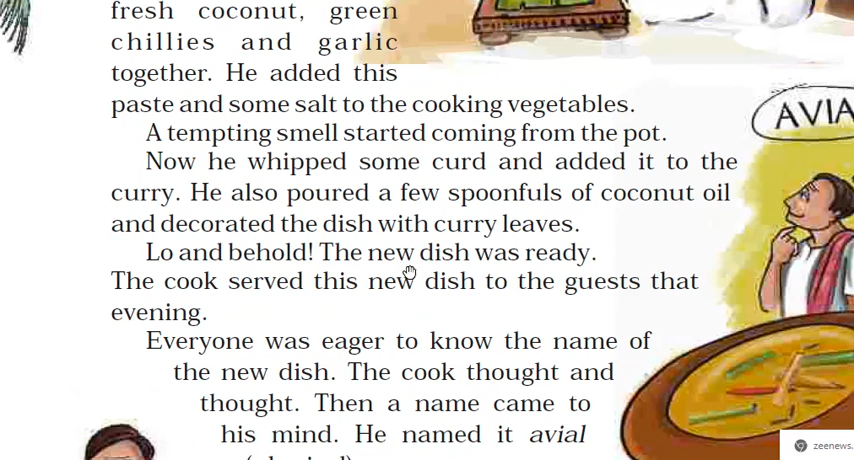 fresh coconut, green
chillies and garlic
together. He added this
paste and some salt to the cooking vegetables.
A tempting smell started coming from the pot.
Now he whipped some curd and added it to the
curry. He also poured a few spoonfuls of coconut oil
and decorated the dish with curry leaves.
Lo and behold! The new dish was ready.
The cook served this new dish to the guests that
evening.
Everyone was eager to know the name of
the new dish. The cook thought and
thought. Then a name came to
his mind. He named it avial
AVIA
zeenews.